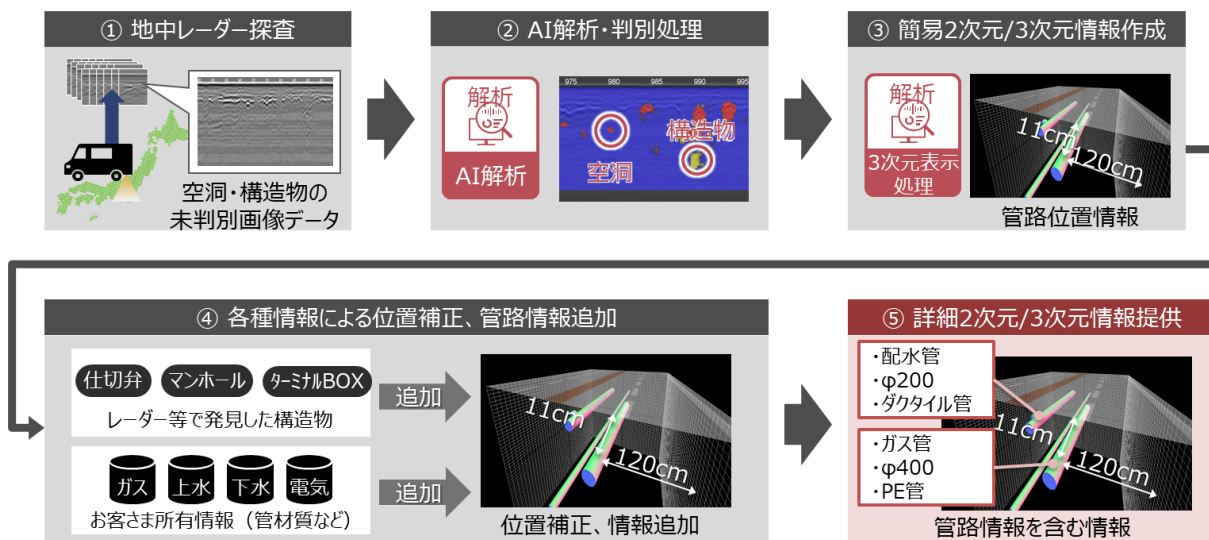 ① 地中レーダー探査
空洞・構造物の
未判別画像データ
② AI解析・判別処理
解析
AI解析
975 980 985 990 995
空洞
構造物
③ 簡易2次元/3次元情報作成
解析
3次元表示
処理
11cm
120cm
管路位置情報
④ 各種情報による位置補正、管路情報追加
仕切弁 マンホール ターミナルBOX
レーダー等で発見した構造物
追加
ガス 上水 下水 電気
お客さま所有情報（管材質など）
追加
11cm
120cm
位置補正、情報追加
⑤ 詳細2次元/3次元情報提供
・配水管
・φ200
・ダクタイル管
・ガス管
・φ400
・PE管
11cm
120cm
管路情報を含む情報